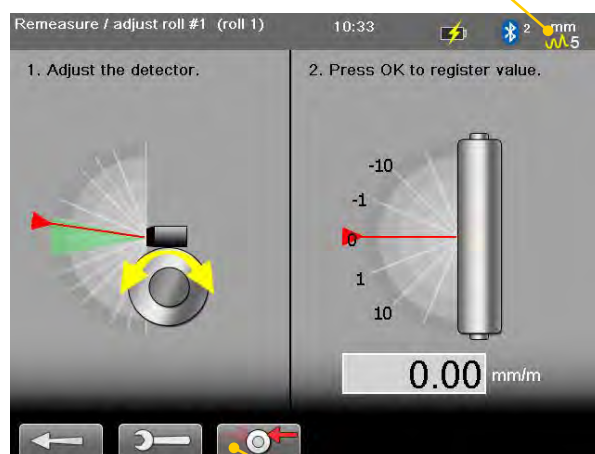 Remeasure / adjust roll #1 (roll 1) 10:33 2 mm
5
1. Adjust the detector.
2. Press OK to register value.
-10
-1
0
1
10
0.00 mm/m